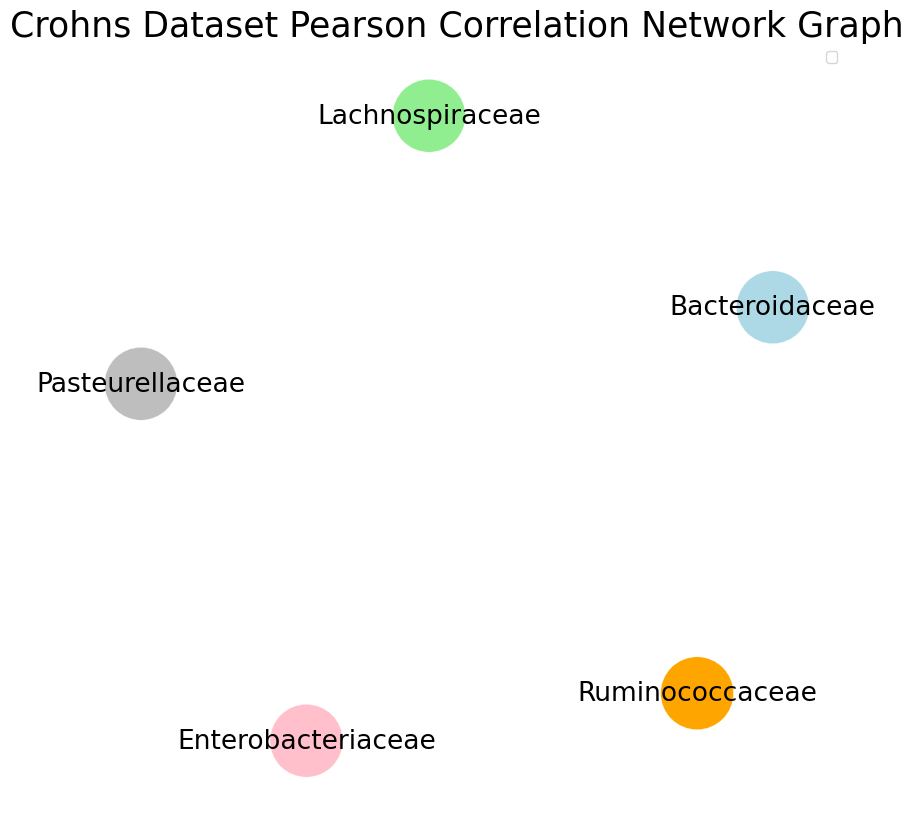 Crohns Dataset Pearson Correlation Network Graph
Lachnospiraceae
Bacteroidaceae
Pasteurellaceae
Ruminococcaceae
Enterobacteriaceae